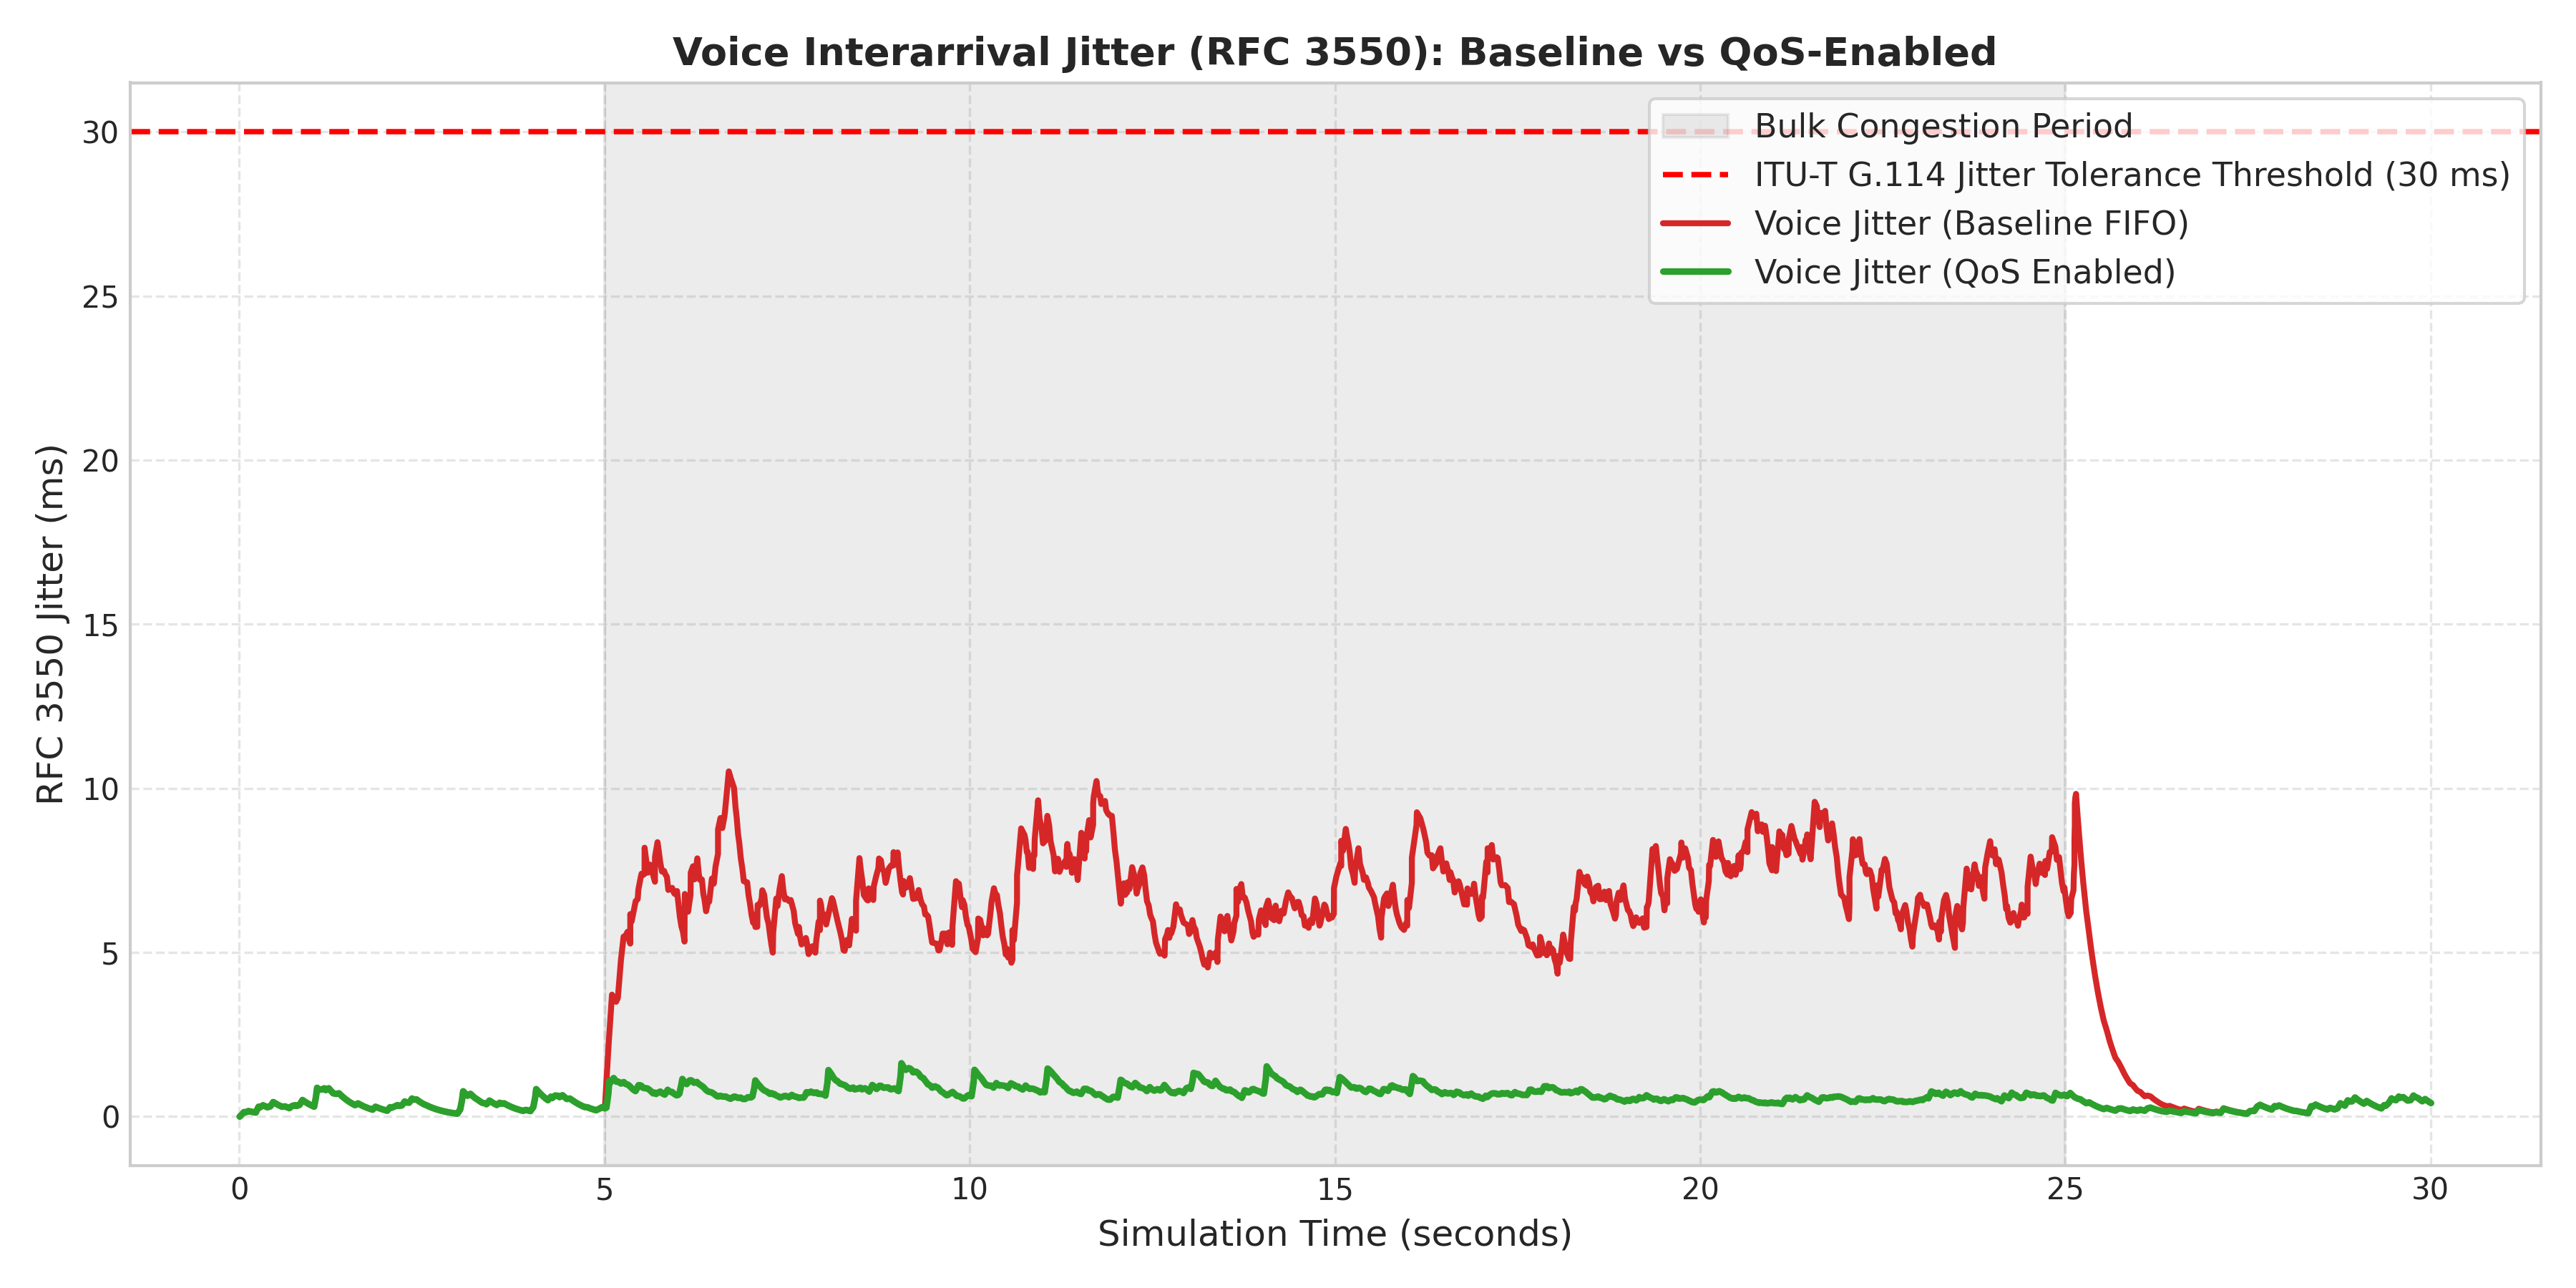 Voice Interarrival Jitter (RFC 3550): Baseline vs QoS-Enabled
Bulk Congestion Period
ITU-T G.114 Jitter Tolerance Threshold (30 ms)
Voice Jitter (Baseline FIFO)
Voice Jitter (QoS Enabled)
RFC 3550 Jitter (ms)
30
25
20
15
10
5
0
0 5 10 15 20 25 30
Simulation Time (seconds)